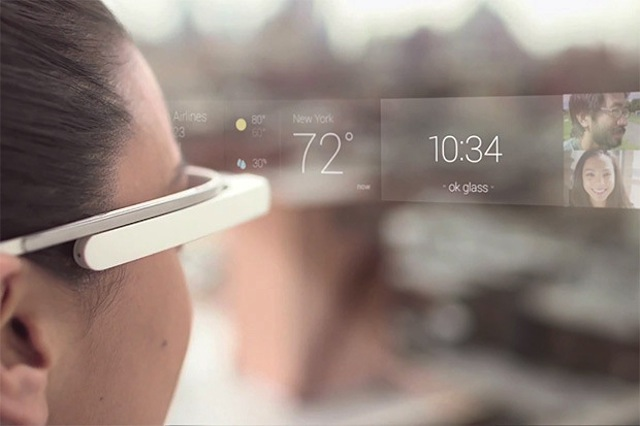 Airlines
23
80°
60°
30%
New York
72°
now
10:34
"ok glass"